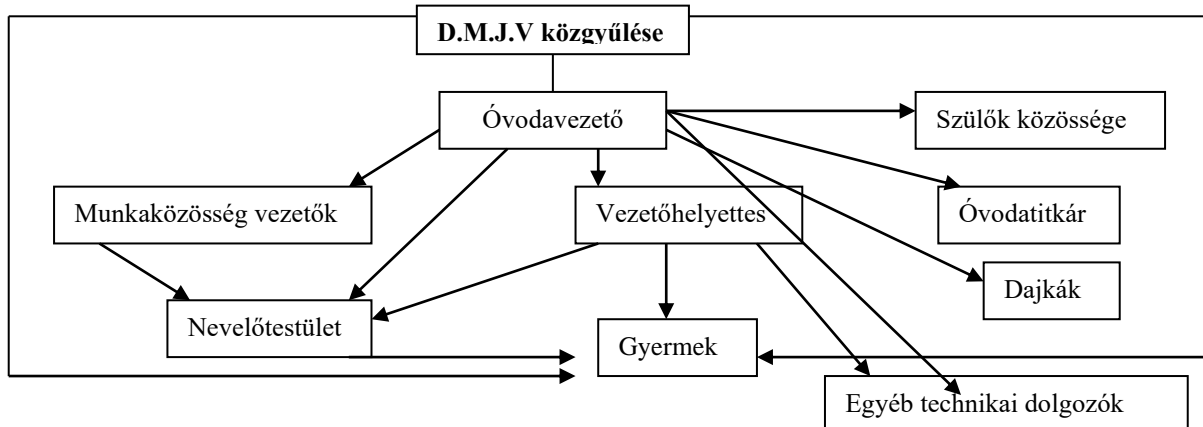 D.M.J.V közgyűlése
Óvodavezető
Szülők közössége
Munkaközösség vezetők
Vezetőhelyettes
Óvodatitkár
Dajkák
Nevelőtestület
Gyermek
Egyéb technikai dolgozók